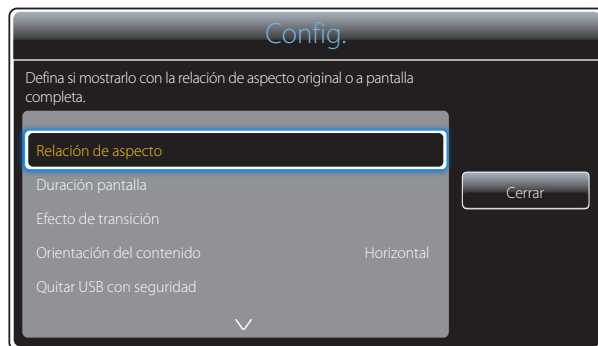 Config.
Defina si mostrarlo con la relación de aspecto original o a pantalla
completa.
Relación de aspecto
Duración pantalla
Cerrar
Efecto de transición
Orientación del contenido Horizontal
Quitar USB con seguridad